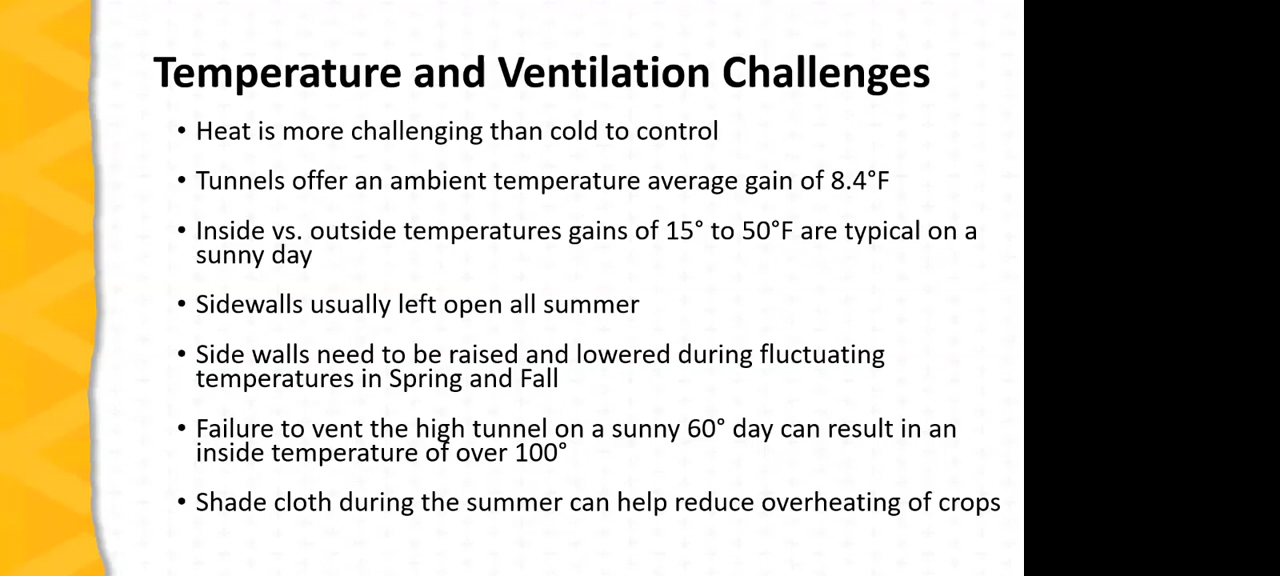 Temperature and Ventilation Challenges
• Heat is more challenging than cold to control
• Tunnels offer an ambient temperature average gain of 8.4°F
• Inside vs. outside temperatures gains of 15° to 50°F are typical on a
sunny day
• Sidewalls usually left open all summer
• Side walls need to be raised and lowered during fluctuating
temperatures in Spring and Fall
• Failure to vent the high tunnel on a sunny 60° day can result in an
inside temperature of over 100°
• Shade cloth during the summer can help reduce overheating of crops